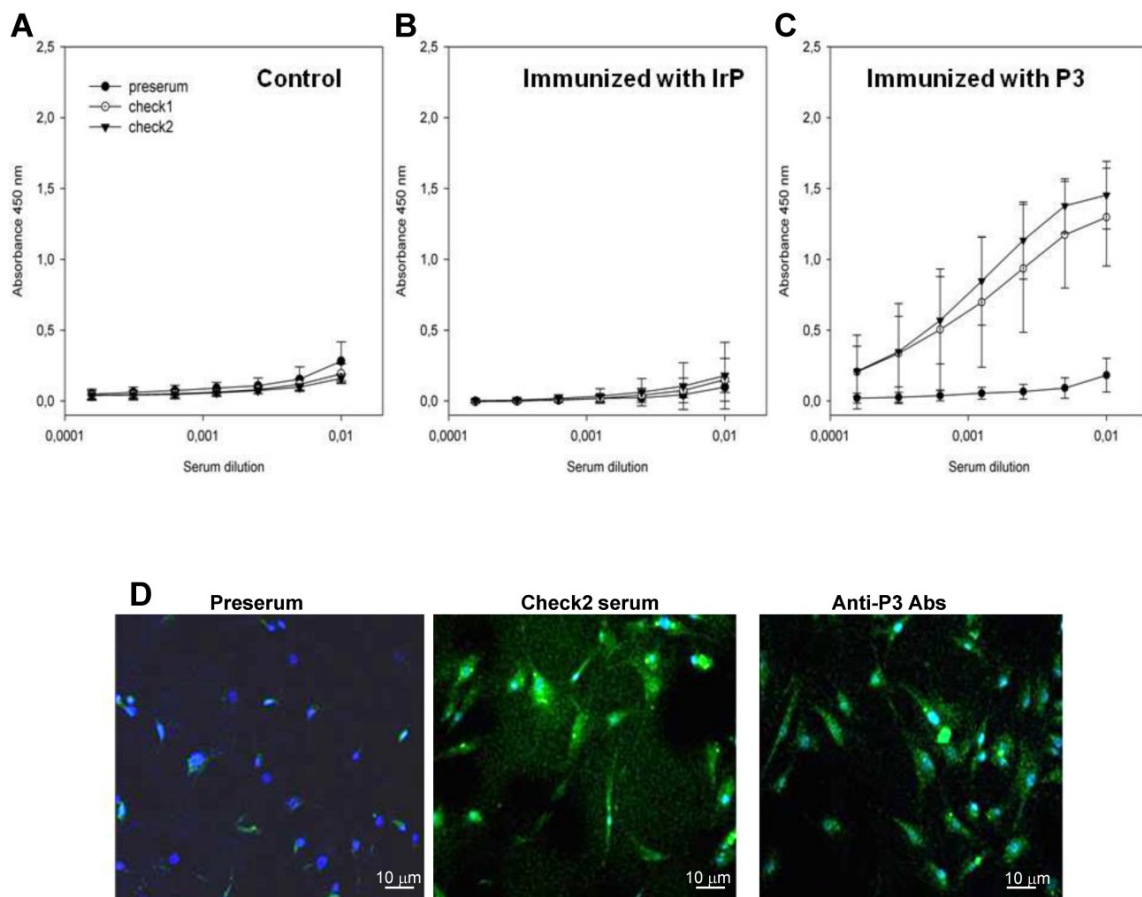 A
B
C
2,5
2,0
1,5
1,0
0,5
0,0
Absorbance 450 nm
preserum
check1
check2
Control
0,0001
0,001
0,01
Serum dilution
2,5
2,0
1,5
1,0
0,5
0,0
Absorbance 450 nm
Immunized with IrP
0,0001
0,001
0,01
Serum dilution
2,5
2,0
1,5
1,0
0,5
0,0
Absorbance 450 nm
Immunized with P3
0,0001
0,001
0,01
Serum dilution
D
Preserum
Check2 serum
Anti-P3 Abs
10 μm
10 μm
10 μm